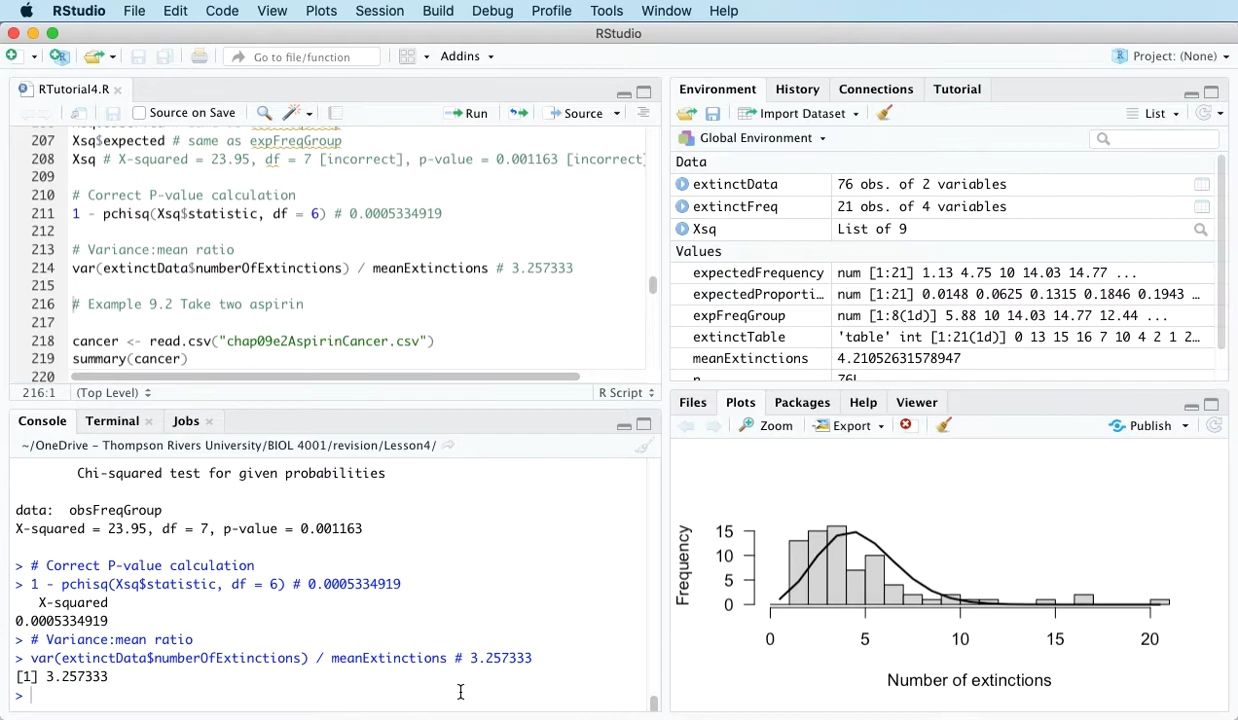 RStudio File Edit Code View Plots Session Build Debug Profile Tools Window Help
RStudio
Go to file/function Addins Project: (None)
RTutorial4.R
Source on Save Run Source
207 Xsq$expected # same as expFreqGroup
208 Xsq # X-squared = 23.95, df = 7 [incorrect], p-value = 0.001163 [incorrect]
209
210 # Correct P-value calculation
211 1 - pchisq(Xsq$statistic, df = 6) # 0.0005334919
212
213 # Variance:mean ratio
214 var(extinctData$numberOfExtinctions) / meanExtinctions # 3.257333
215
216 # Example 9.2 Take two aspirin
217
218 cancer <- read.csv("chap09e2AspirinCancer.csv")
219 summary(cancer)
220
216:1 (Top Level) R Script
Console Terminal Jobs
~/OneDrive – Thompson Rivers University/BIOL 4001/revision/Lesson4/
Chi-squared test for given probabilities
data: obsFreqGroup
X-squared = 23.95, df = 7, p-value = 0.001163
> # Correct P-value calculation
> 1 - pchisq(Xsq$statistic, df = 6) # 0.0005334919
X-squared
0.0005334919
> # Variance:mean ratio
> var(extinctData$numberOfExtinctions) / meanExtinctions # 3.257333
[1] 3.257333
>
Environment History Connections Tutorial
Import Dataset List
Global Environment
Data
extinctData 76 obs. of 2 variables
extinctFreq 21 obs. of 4 variables
Xsq List of 9
Values
expectedFrequency num [1:21] 1.13 4.75 10 14.03 14.77 ...
expectedProporti… num [1:21] 0.0148 0.0625 0.1315 0.1846 0.1943 …
expFreqGroup num [1:8(1d)] 5.88 10 14.03 14.77 12.44 ...
extinctTable 'table' int [1:21(1d)] 0 13 15 16 7 10 4 2 1 2…
meanExtinctions 4.21052631578947
n 76L
Files Plots Packages Help Viewer
Zoom Export Publish
Frequency
15
10
5
0
0 5 10 15 20
Number of extinctions